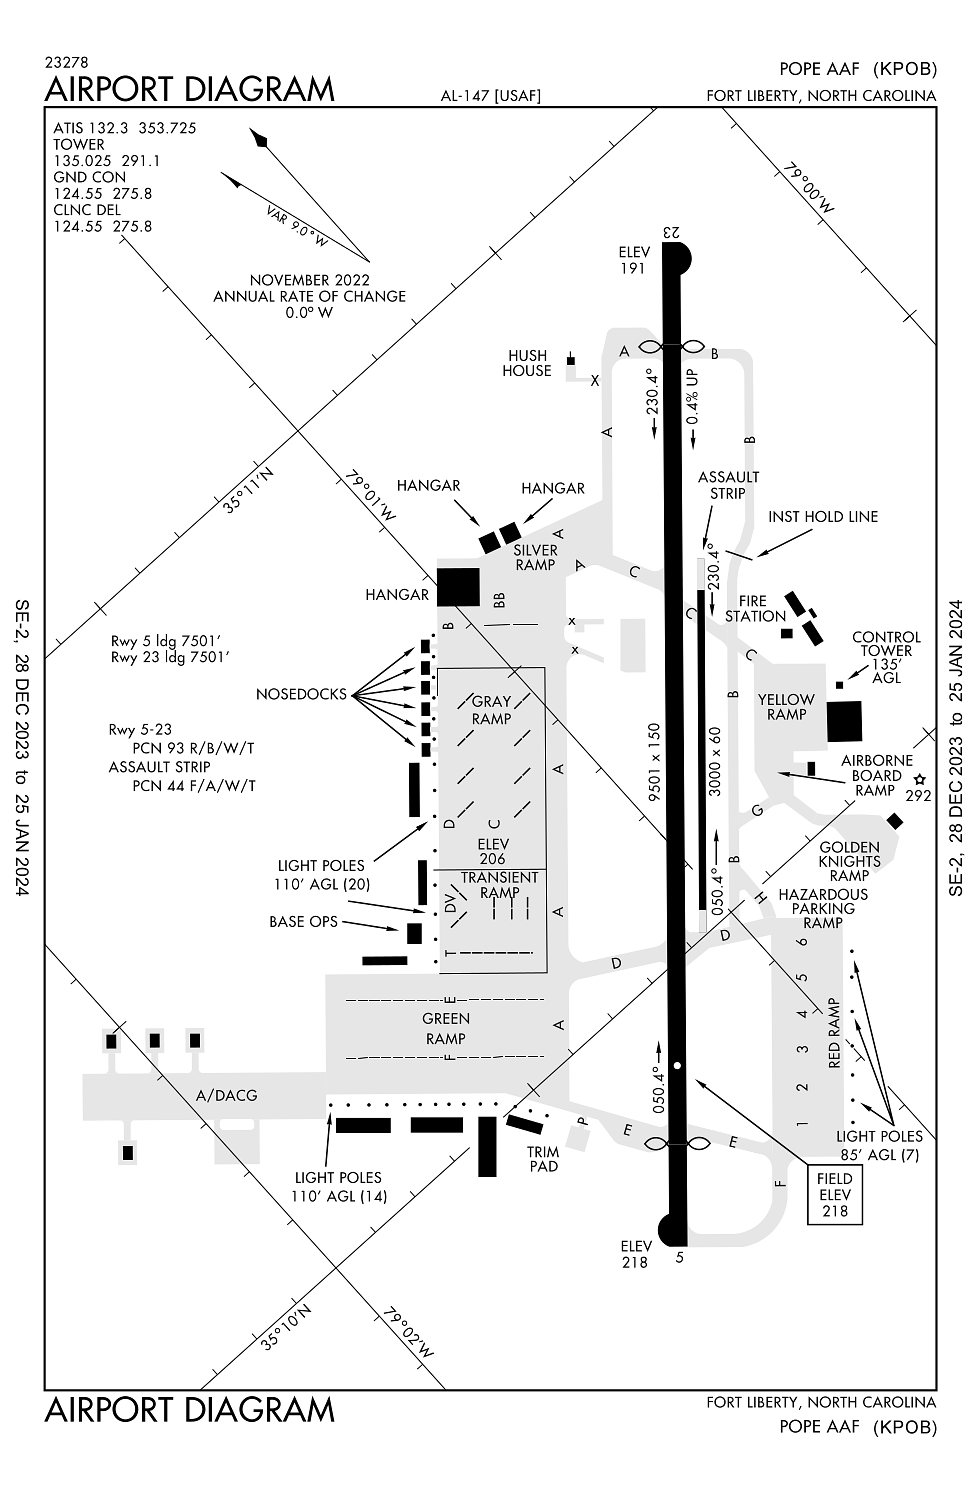 23278
AIRPORT DIAGRAM
AL-147 [USAF]
POPE AAF (KPOB)
FORT LIBERTY, NORTH CAROLINA
ATIS 132.3 353.725
TOWER
135.025 291.1
GND CON
124.55 275.8
CLNC DEL
124.55 275.8
VAR 9.0° W
NOVEMBER 2022
ANNUAL RATE OF CHANGE
0.0° W
79°00'W
23
ELEV
191
HUSH
HOUSE
X
A
B
A
B
230.4°
0.4% UP
35°11'N
79°01'W
HANGAR
HANGAR
ASSAULT
STRIP
INST HOLD LINE
A
SILVER
RAMP
A
C
230.4°
HANGAR
BB
B
x
x
C
C
FIRE
STATION
CONTROL
TOWER
135'
AGL
Rwy 5 ldg 7501'
Rwy 23 ldg 7501'
NOSEDOCKS
GRAY
RAMP
B
YELLOW
RAMP
Rwy 5-23
PCN 93 R/B/W/T
ASSAULT STRIP
PCN 44 F/A/W/T
A
9501 x 150
3000 x 60
AIRBORNE
BOARD
RAMP
292
D
C
G
ELEV
206
B
GOLDEN
KNIGHTS
RAMP
LIGHT POLES
110' AGL (20)
TRANSIENT
RAMP
DV
A
050.4°
H
HAZARDOUS
PARKING
RAMP
BASE OPS
T
D
D
6
5
4
3
2
1
RED RAMP
E
GREEN
RAMP
F
A
050.4°
A/DACG
P
E
E
F
TRIM
PAD
LIGHT POLES
110' AGL (14)
LIGHT POLES
85' AGL (7)
FIELD
ELEV
218
ELEV
218
5
35°10'N
79°02'W
SE-2, 28 DEC 2023 to 25 JAN 2024
SE-2, 28 DEC 2023 to 25 JAN 2024
AIRPORT DIAGRAM
FORT LIBERTY, NORTH CAROLINA
POPE AAF (KPOB)